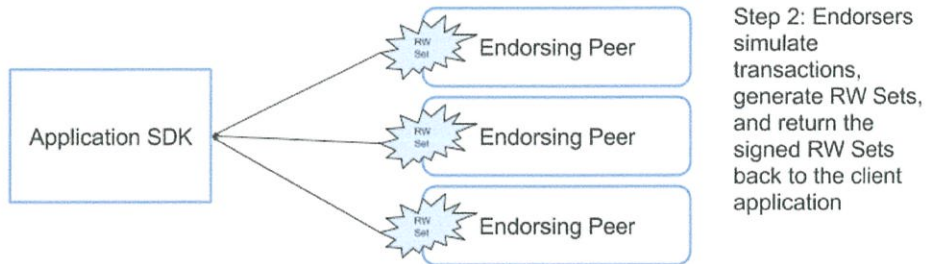 Application SDK
RW
Set
Endorsing Peer
RW
Set
Endorsing Peer
RW
Set
Endorsing Peer
Step 2: Endorsers
simulate
transactions,
generate RW Sets,
and return the
signed RW Sets
back to the client
application